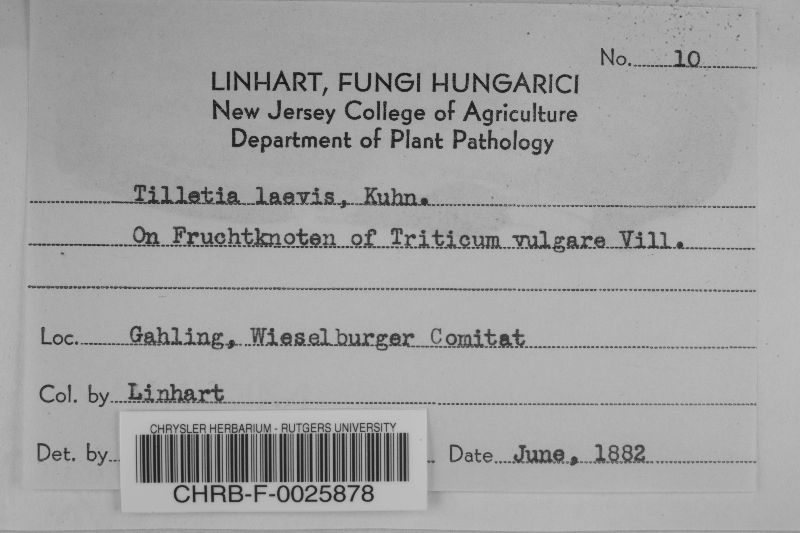 No. 10
LINHART, FUNGI HUNGARICI
New Jersey College of Agriculture
Department of Plant Pathology
Tilletia laevis, Kuhn.
On Fruchtknoten of Triticum vulgare Vill.
Loc. Gahling, Wieselburger Comitat
Col. by Linhart
Det. by
Date June, 1882
CHRYSLER HERBARIUM - RUTGERS UNIVERSITY
CHRB-F-0025878